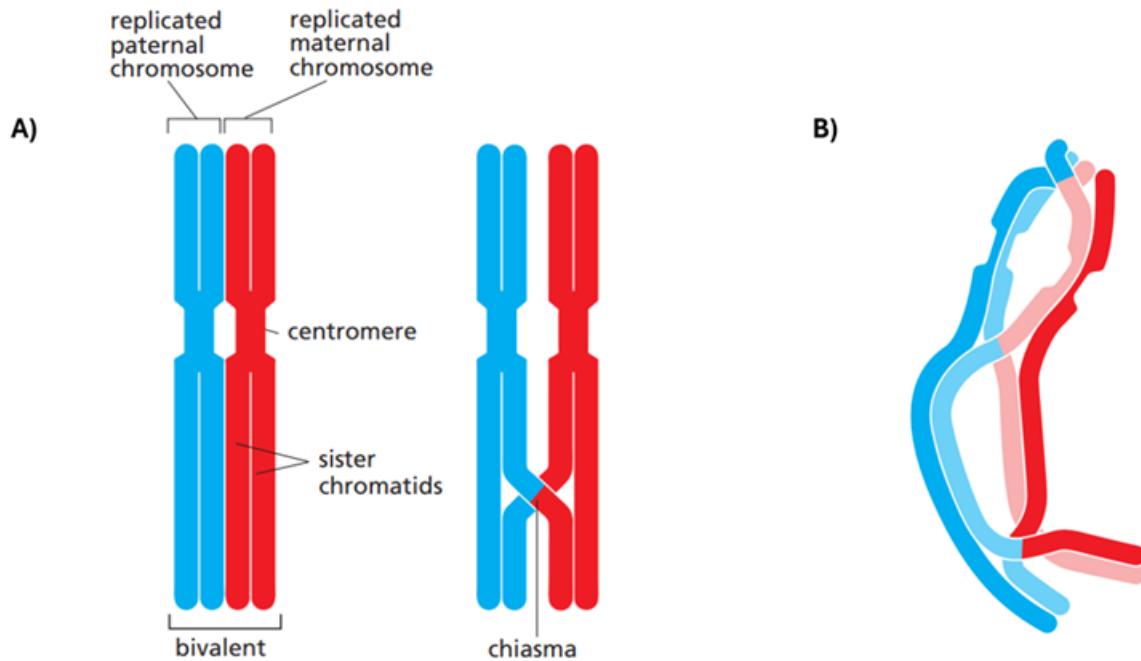 replicated
paternal
chromosome
replicated
maternal
chromosome
A)
B)
centromere
sister
chromatids
bivalent
chiasma